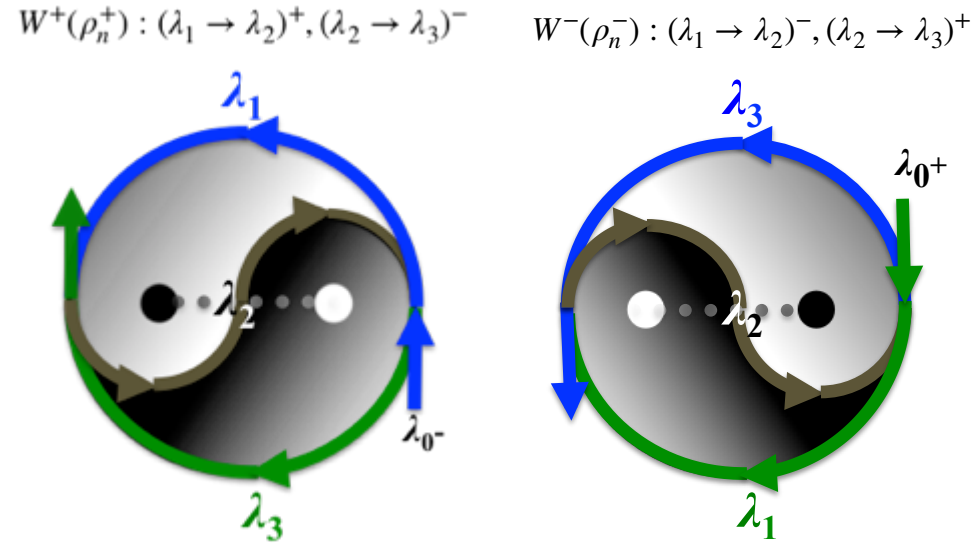 W⁺(ρₙ⁺) : (λ₁ → λ₂)⁺, (λ₂ → λ₃)⁻
W⁻(ρₙ⁻) : (λ₁ → λ₂)⁻, (λ₂ → λ₃)⁺
λ₁
λ₂
λ₀-
λ₃
λ₃
λ₀+
λ₂
λ₁